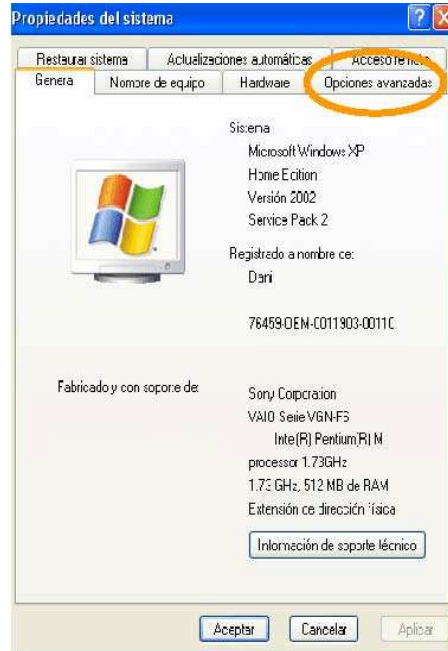 Propiedades del sistema
Restaurar sistema Actualizaciones automáticas Acceso remoto
General Nombre de equipo Hardware Opciones avanzadas
Sistema:
Microsoft Windows XP
Home Edition
Versión 2002
Service Pack 2
Registrado a nombre de:
Dani
76459-OEM-0011903-00110
Fabricado y con soporte de:
Sony Corporation
VAIO Serie VGN-FS
Intel(R) Pentium(R) M
processor 1.73GHz
1.73 GHz, 512 MB de RAM
Extensión de dirección física
Información de soporte técnico
Aceptar Cancelar Aplicar